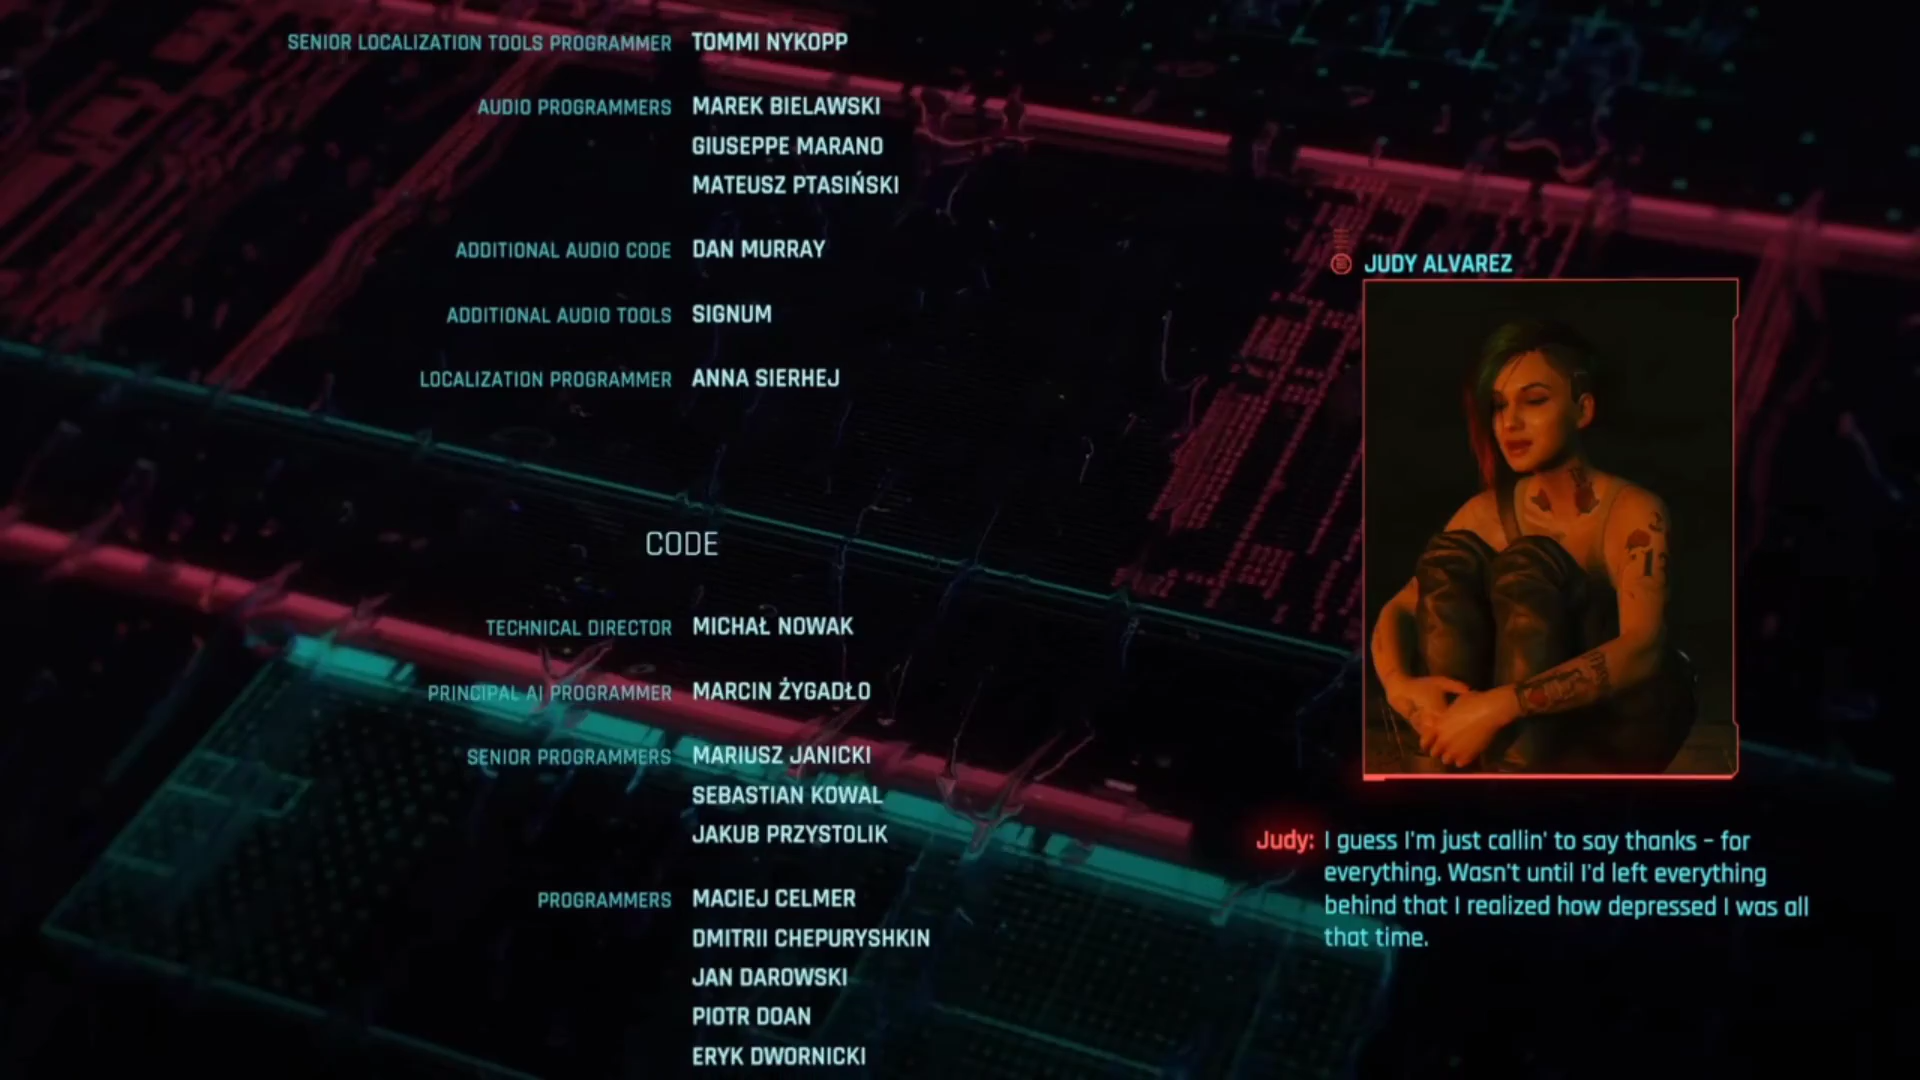 SENIOR LOCALIZATION TOOLS PROGRAMMER TOMMI NYKOPP
AUDIO PROGRAMMERS MAREK BIELAWSKI
GIUSEPPE MARANO
MATEUSZ PTASIŃSKI
ADDITIONAL AUDIO CODE DAN MURRAY
ADDITIONAL AUDIO TOOLS SIGNUM
LOCALIZATION PROGRAMMER ANNA SIERHEJ
CODE
TECHNICAL DIRECTOR MICHAŁ NOWAK
PRINCIPAL AI PROGRAMMER MARCIN ŻYGADŁO
SENIOR PROGRAMMERS MARIUSZ JANICKI
SEBASTIAN KOWAL
JAKUB PRZYSTOLIK
PROGRAMMERS MACIEJ CELMER
DMITRII CHEPURYSHKIN
JAN DAROWSKI
PIOTR DOAN
ERYK DWORNICKI
JUDY ALVAREZ
13
Judy: I guess I'm just callin' to say thanks – for
everything. Wasn't until I'd left everything
behind that I realized how depressed I was all
that time.